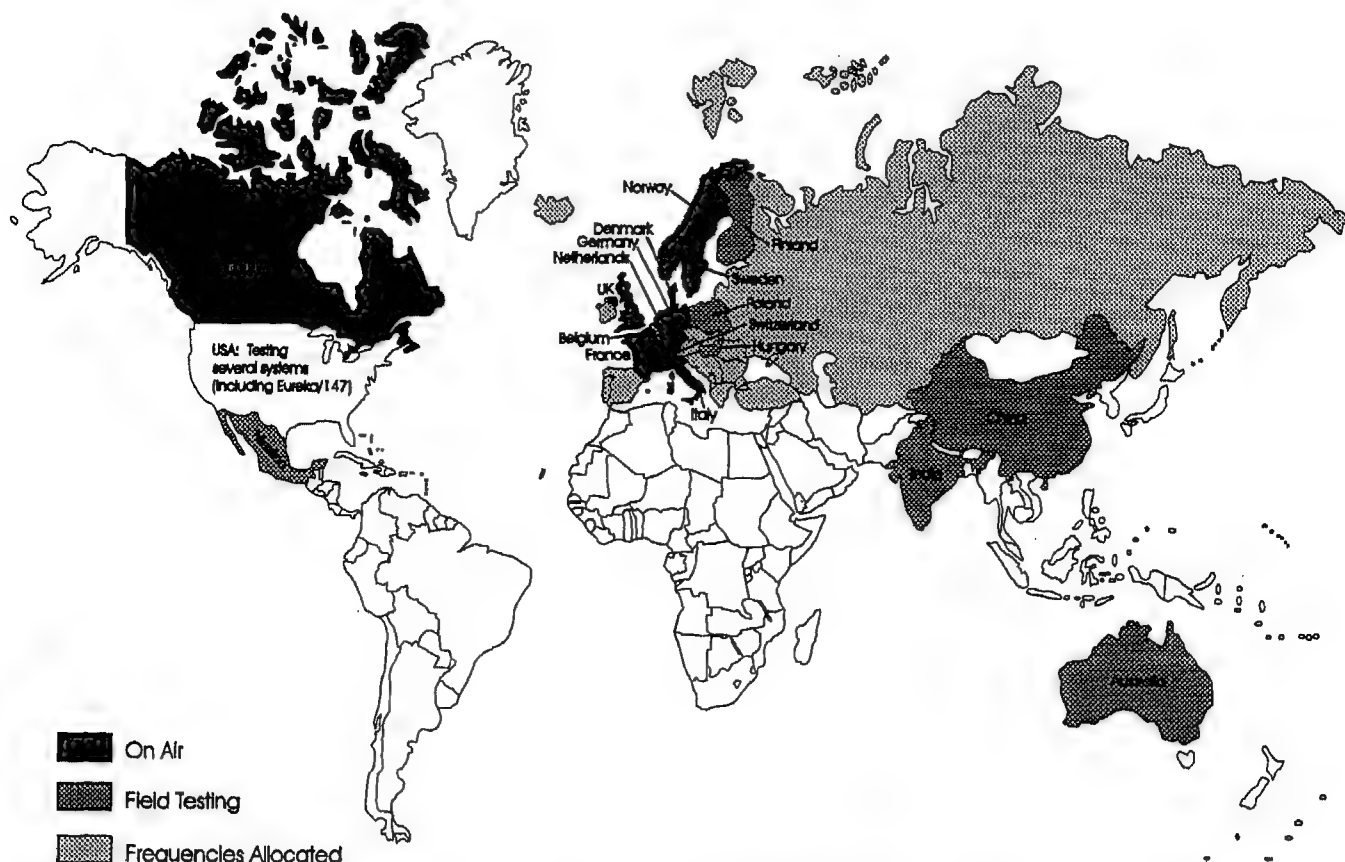 Norway
Denmark
Germany
Netherlands
Finland
Sweden
UK
Poland
Switzerland
Belgium
France
Hungary
USA: Testing
several systems
(including Eureka/147)
Italy
China
India
Australia
On Air
Field Testing
Frequencies Allocated